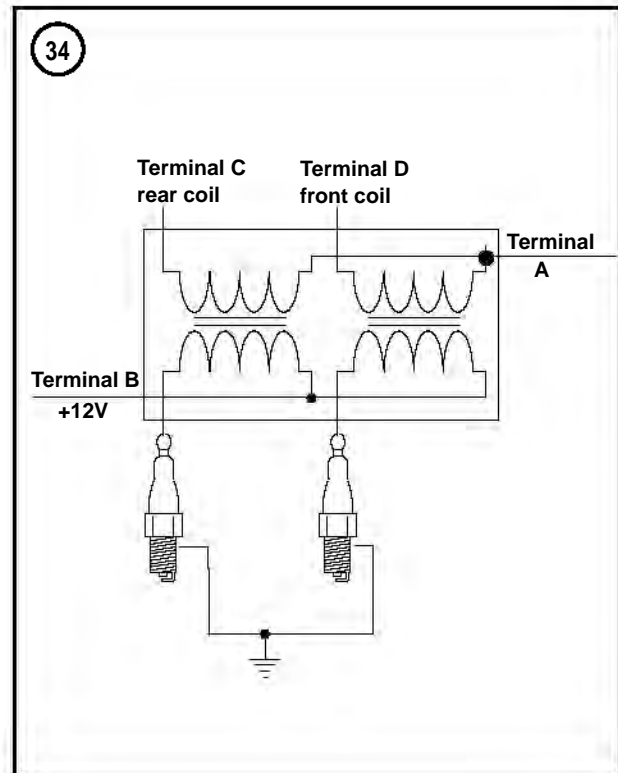 34
Terminal C
rear coil
Terminal D
front coil
Terminal
A
Terminal B
+12V